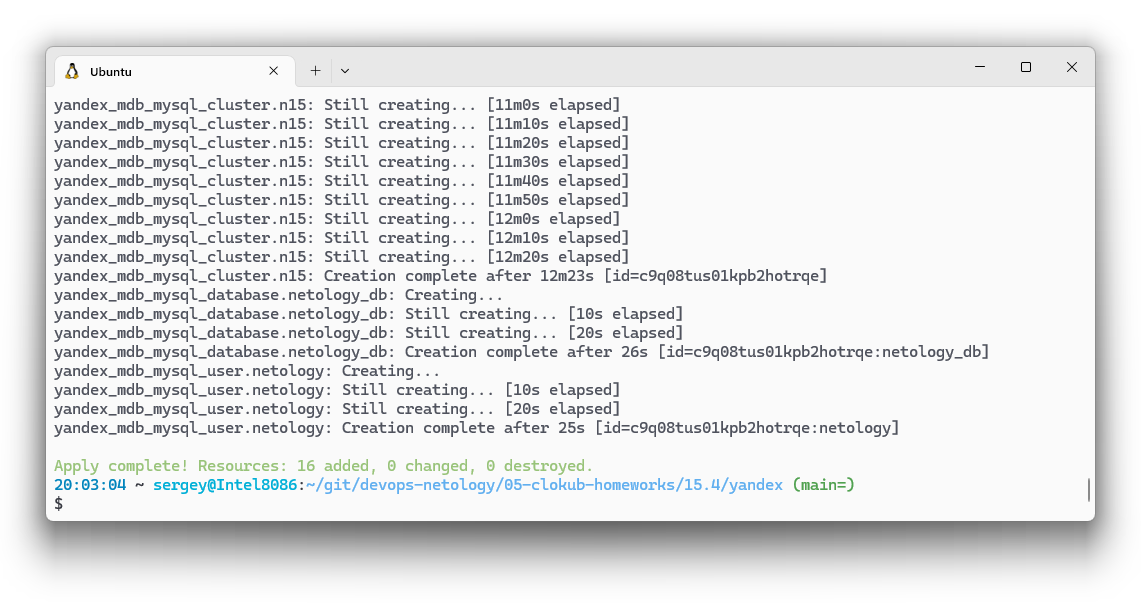 Ubuntu
yandex_mdb_mysql_cluster.n15: Still creating... [11m0s elapsed]
yandex_mdb_mysql_cluster.n15: Still creating... [11m10s elapsed]
yandex_mdb_mysql_cluster.n15: Still creating... [11m20s elapsed]
yandex_mdb_mysql_cluster.n15: Still creating... [11m30s elapsed]
yandex_mdb_mysql_cluster.n15: Still creating... [11m40s elapsed]
yandex_mdb_mysql_cluster.n15: Still creating... [11m50s elapsed]
yandex_mdb_mysql_cluster.n15: Still creating... [12m0s elapsed]
yandex_mdb_mysql_cluster.n15: Still creating... [12m10s elapsed]
yandex_mdb_mysql_cluster.n15: Still creating... [12m20s elapsed]
yandex_mdb_mysql_cluster.n15: Creation complete after 12m23s [id=c9q08tus01kpb2hotrqe]
yandex_mdb_mysql_database.netology_db: Creating...
yandex_mdb_mysql_database.netology_db: Still creating... [10s elapsed]
yandex_mdb_mysql_database.netology_db: Still creating... [20s elapsed]
yandex_mdb_mysql_database.netology_db: Creation complete after 26s [id=c9q08tus01kpb2hotrqe:netology_db]
yandex_mdb_mysql_user.netology: Creating...
yandex_mdb_mysql_user.netology: Still creating... [10s elapsed]
yandex_mdb_mysql_user.netology: Still creating... [20s elapsed]
yandex_mdb_mysql_user.netology: Creation complete after 25s [id=c9q08tus01kpb2hotrqe:netology]
Apply complete! Resources: 16 added, 0 changed, 0 destroyed.
20:03:04 ~ sergey@Intel8086:~/git/devops-netology/05-clokub-homeworks/15.4/yandex (main=)
$